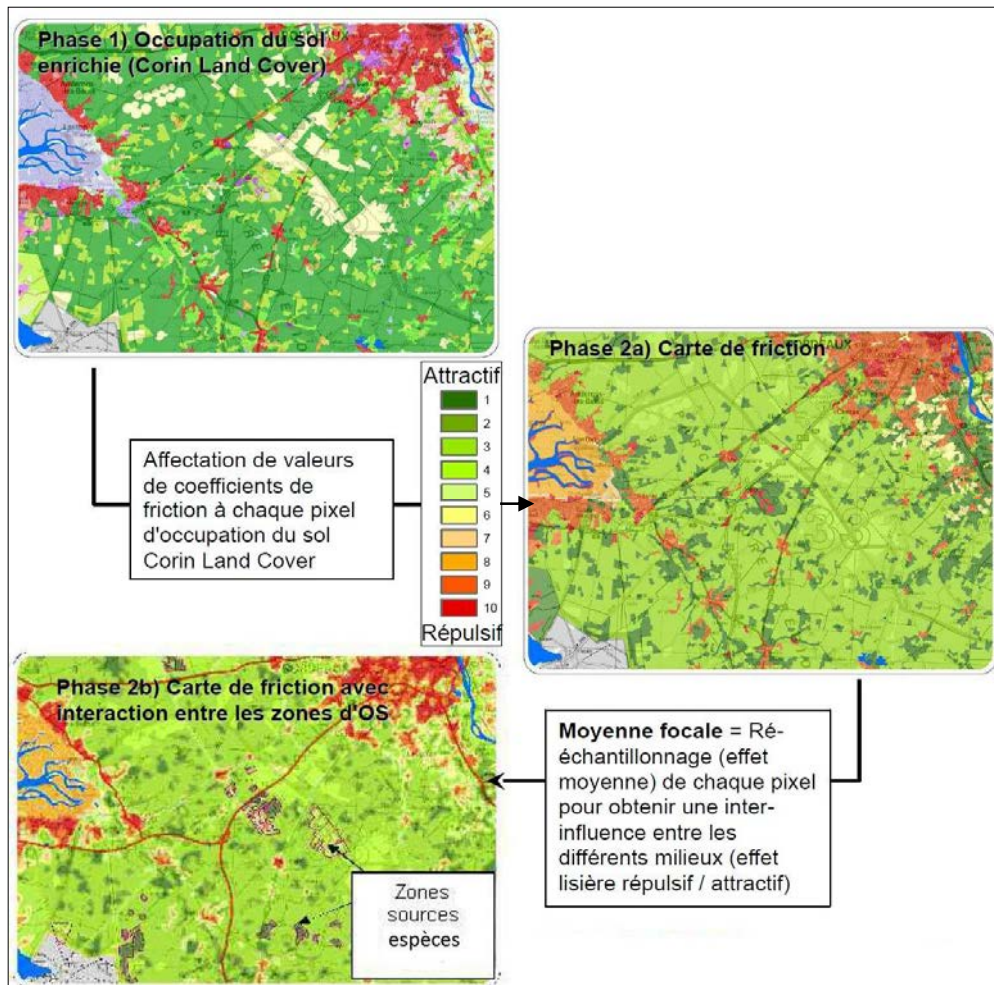 Phase 1) Occupation du sol
enrichie (Corin Land Cover)
Attractif
1
2
3
4
5
6
7
8
9
10
Répulsif
Affectation de valeurs
de coefficients de
friction à chaque pixel
d'occupation du sol
Corin Land Cover
Phase 2a) Carte de friction
Phase 2b) Carte de friction avec
interaction entre les zones d'OS
Zones
sources
espèces
Moyenne focale = Ré-
échantillonnage (effet
moyenne) de chaque pixel
pour obtenir une inter-
influence entre les
différents milieux (effet
lisière répulsif / attractif)